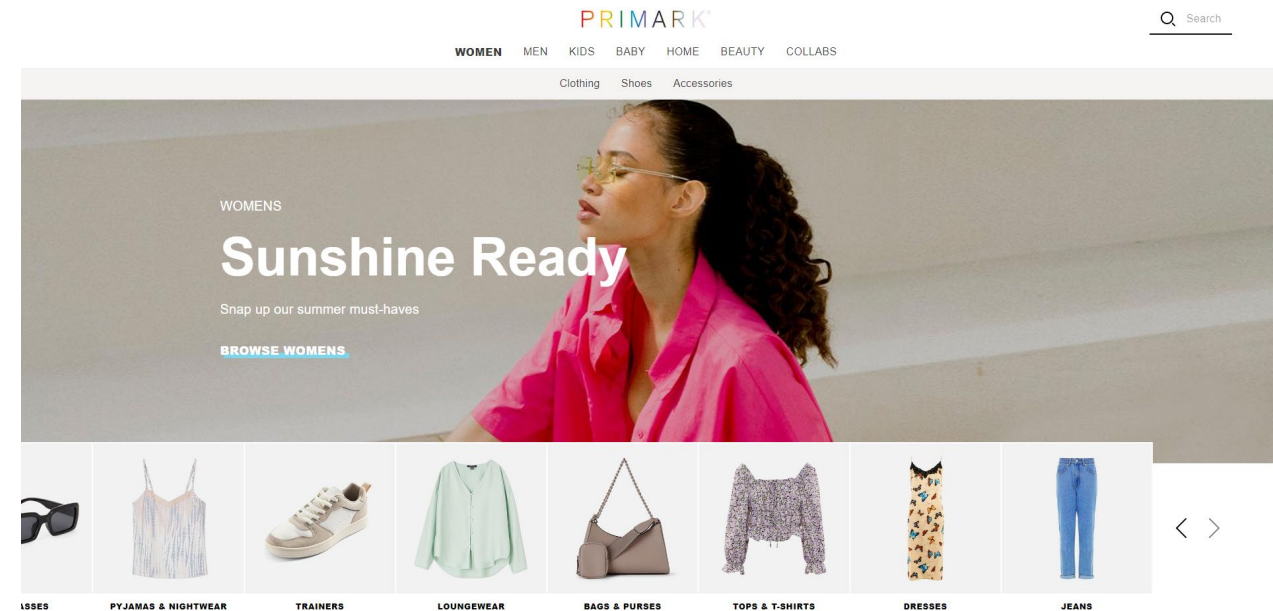 PRIMARK®
Search
WOMEN MEN KIDS BABY HOME BEAUTY COLLABS
Clothing Shoes Accessories
WOMENS
Sunshine Ready
Snap up our summer must-haves
BROWSE WOMENS
ASSES PYJAMAS & NIGHTWEAR TRAINERS LOUNGEWEAR BAGS & PURSES TOPS & T-SHIRTS DRESSES JEANS